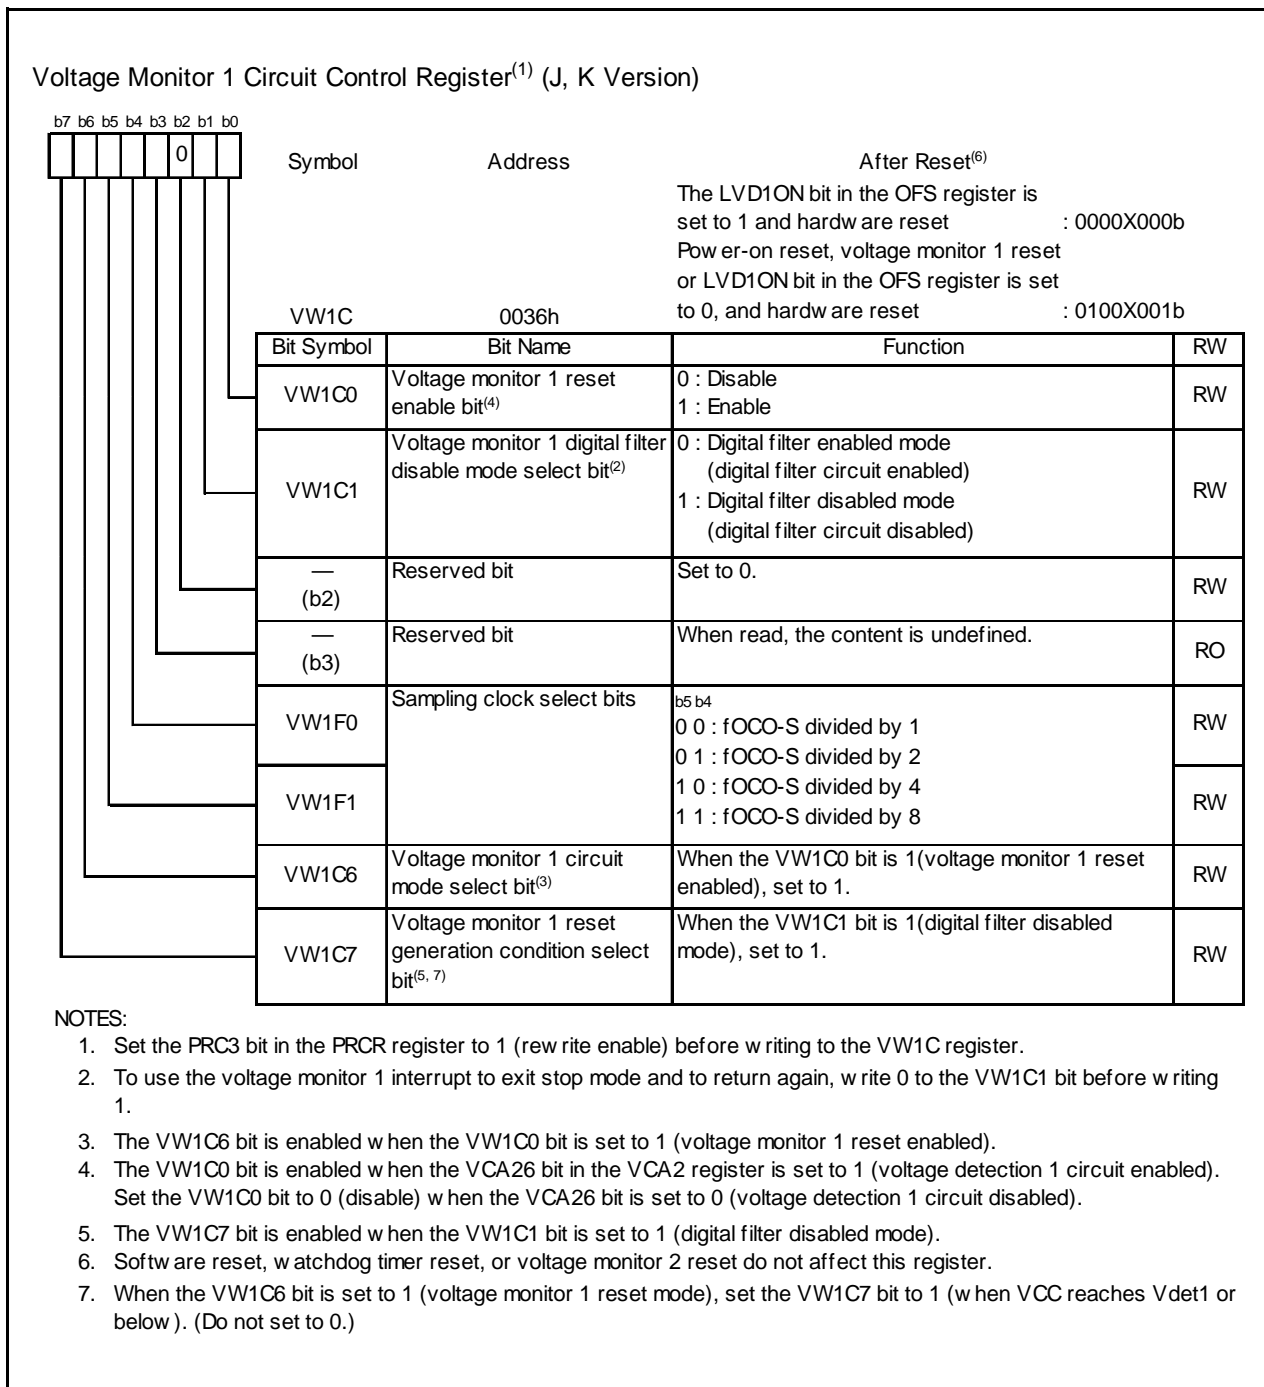 Voltage Monitor 1 Circuit Control Register(1) (J, K Version)
b7 b6 b5 b4 b3 b2 b1 b0
0
Symbol Address After Reset(6)
The LVD1ON bit in the OFS register is
set to 1 and hardware reset : 0000X000b
Power-on reset, voltage monitor 1 reset
or LVD1ON bit in the OFS register is set
VW1C 0036h to 0, and hardware reset : 0100X001b
Bit Symbol Bit Name Function RW
VW1C0 Voltage monitor 1 reset 0 : Disable RW
enable bit(4) 1 : Enable
Voltage monitor 1 digital filter 0 : Digital filter enabled mode
disable mode select bit(2) (digital filter circuit enabled)
VW1C1 1 : Digital filter disabled mode RW
(digital filter circuit disabled)
— Reserved bit Set to 0. RW
(b2)
— Reserved bit When read, the content is undefined. RO
(b3)
Sampling clock select bits b5 b4
VW1F0 0 0 : fOCO-S divided by 1 RW
0 1 : fOCO-S divided by 2
VW1F1 1 0 : fOCO-S divided by 4 RW
1 1 : fOCO-S divided by 8
VW1C6 Voltage monitor 1 circuit When the VW1C0 bit is 1(voltage monitor 1 reset RW
mode select bit(3) enabled), set to 1.
Voltage monitor 1 reset When the VW1C1 bit is 1(digital filter disabled
VW1C7 generation condition select mode), set to 1. RW
bit(5, 7)
NOTES:
1. Set the PRC3 bit in the PRCR register to 1 (rewrite enable) before writing to the VW1C register.
2. To use the voltage monitor 1 interrupt to exit stop mode and to return again, write 0 to the VW1C1 bit before writing
1.
3. The VW1C6 bit is enabled when the VW1C0 bit is set to 1 (voltage monitor 1 reset enabled).
4. The VW1C0 bit is enabled when the VCA26 bit in the VCA2 register is set to 1 (voltage detection 1 circuit enabled).
Set the VW1C0 bit to 0 (disable) when the VCA26 bit is set to 0 (voltage detection 1 circuit disabled).
5. The VW1C7 bit is enabled when the VW1C1 bit is set to 1 (digital filter disabled mode).
6. Software reset, watchdog timer reset, or voltage monitor 2 reset do not affect this register.
7. When the VW1C6 bit is set to 1 (voltage monitor 1 reset mode), set the VW1C7 bit to 1 (when VCC reaches Vdet1 or
below). (Do not set to 0.)